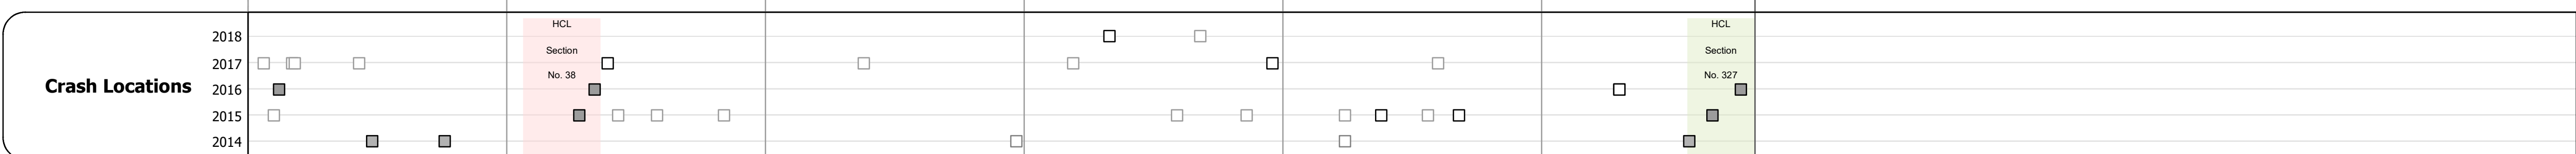 Crash Locations
2018
2017
2016
2015
2014
HCL
Section
No. 38
HCL
Section
No. 327